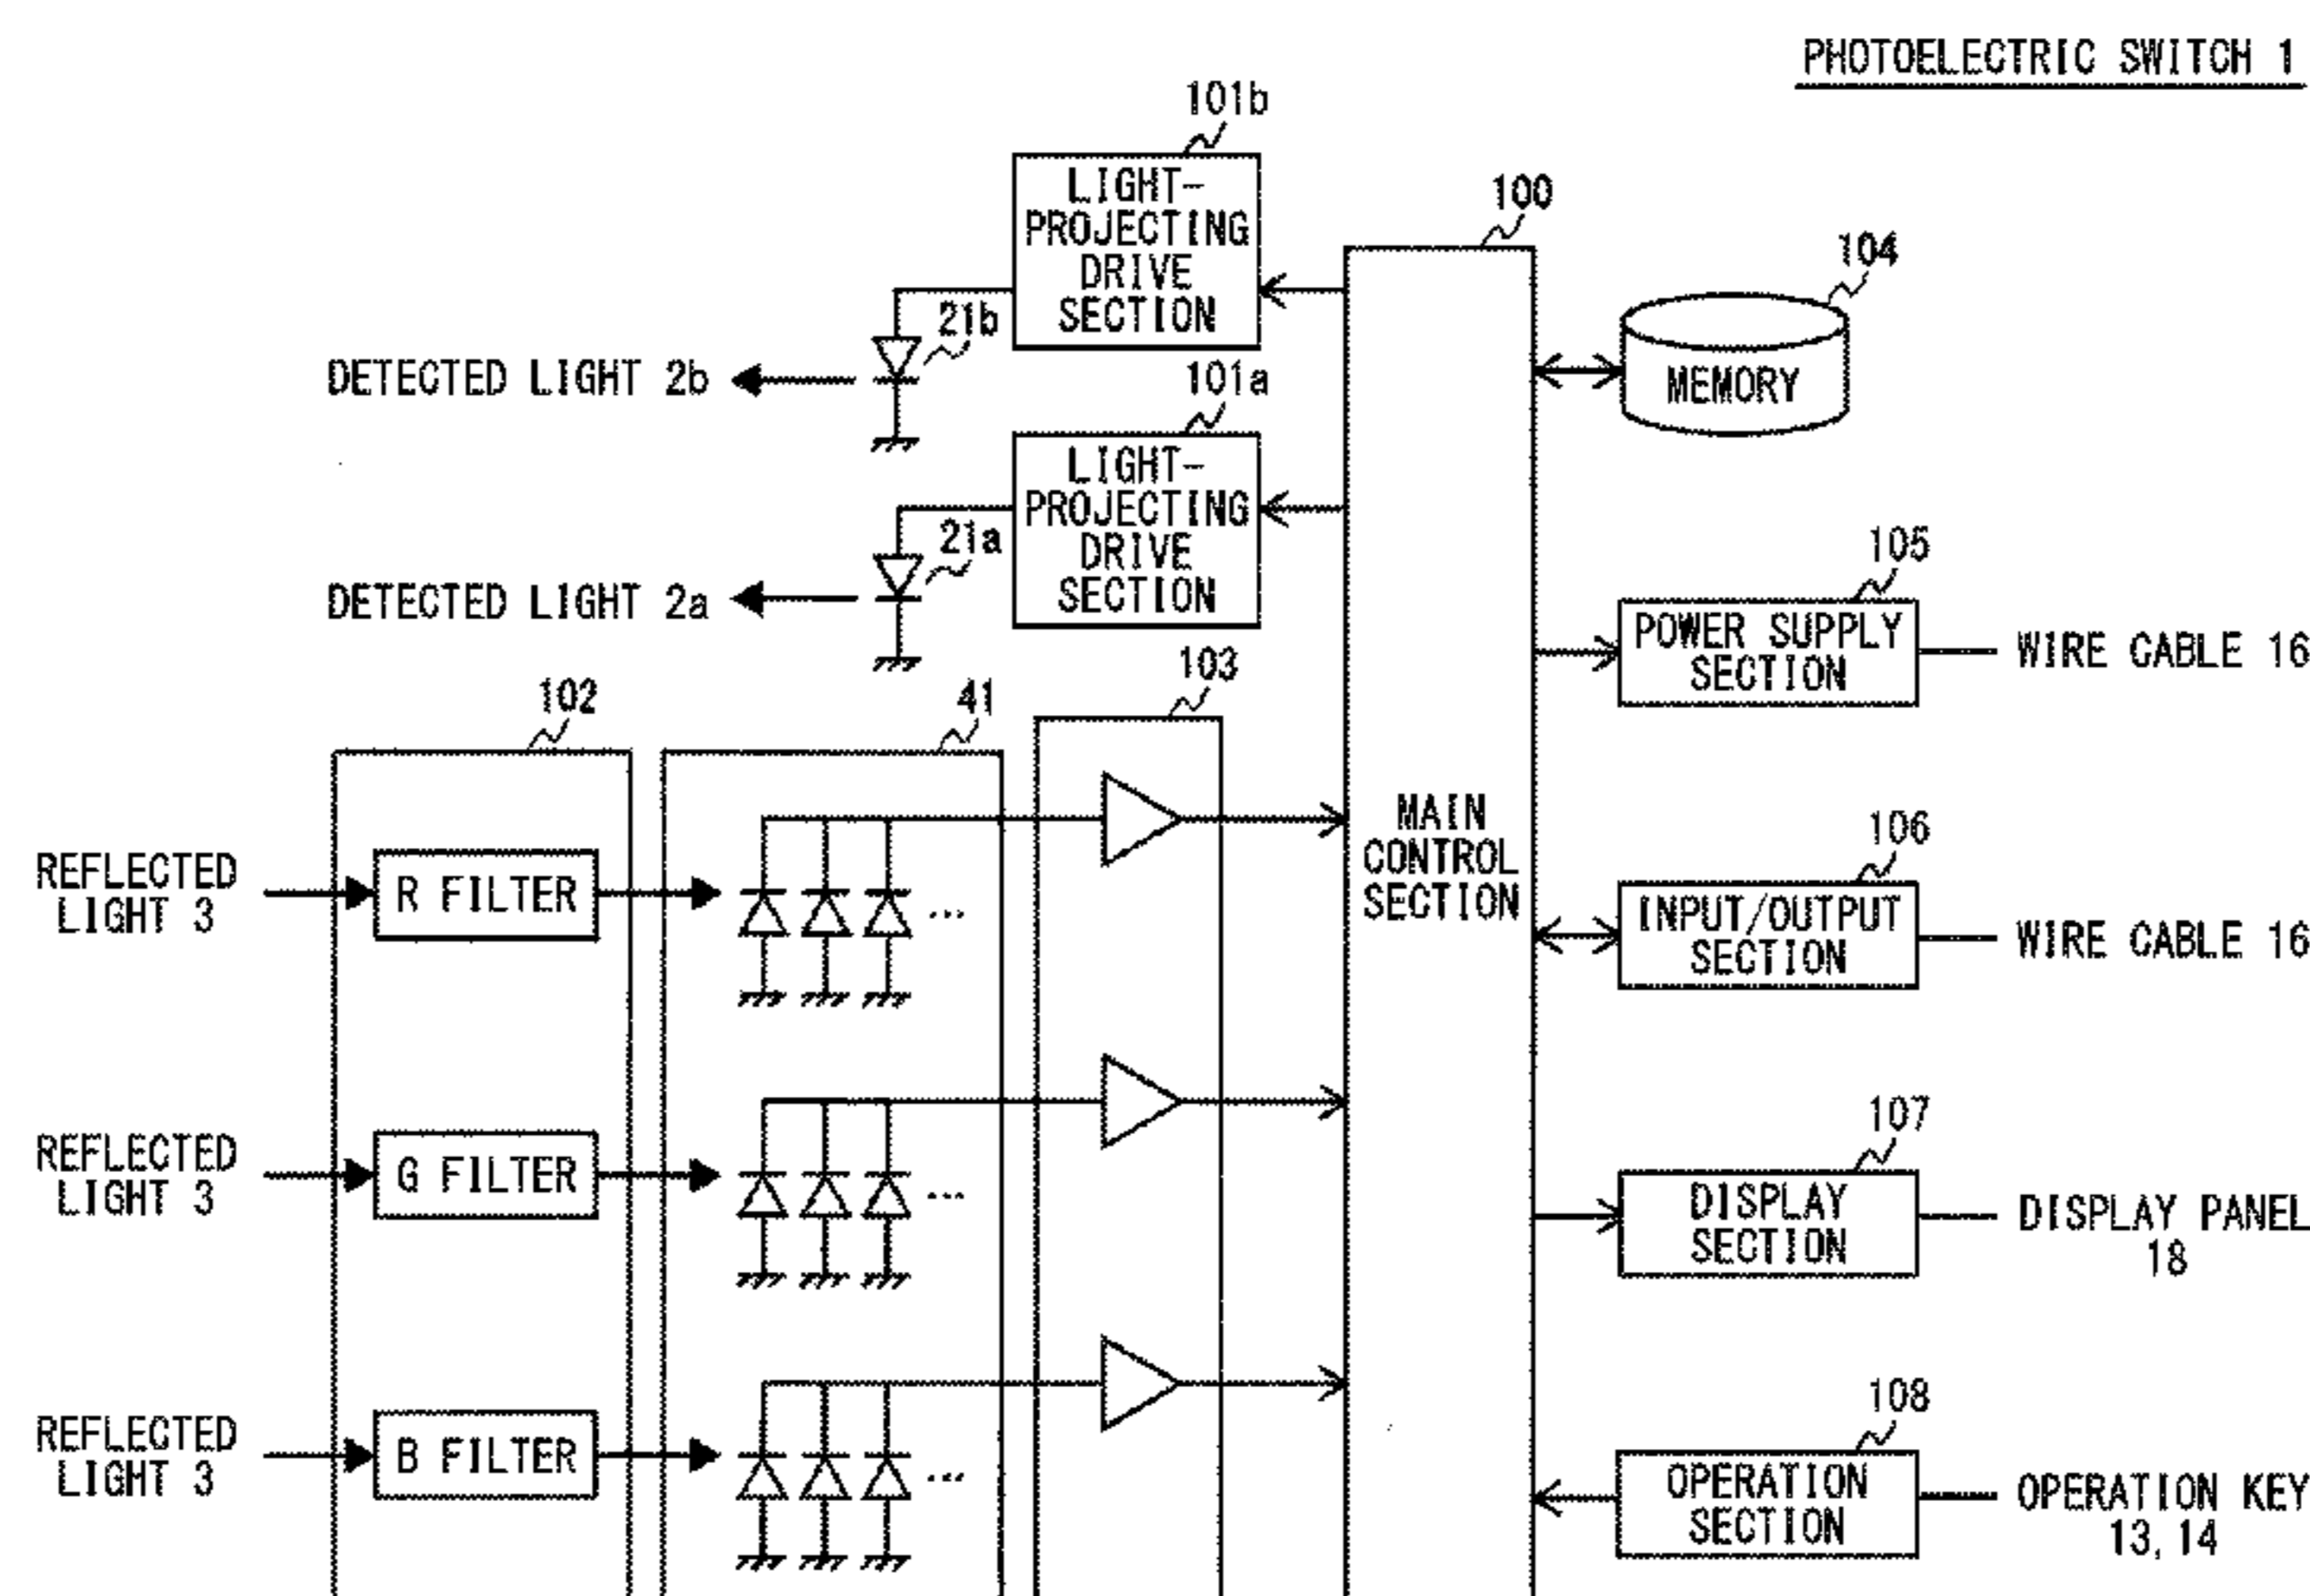 PHOTOELECTRIC SWITCH 1
101b
LIGHT-
PROJECTING
DRIVE
SECTION
100
104
21b
DETECTED LIGHT 2b
MEMORY
101a
LIGHT-
PROJECTING
DRIVE
SECTION
21a
DETECTED LIGHT 2a
105
POWER SUPPLY
SECTION
WIRE CABLE 16
102
41
103
MAIN
CONTROL
SECTION
REFLECTED
LIGHT 3
R FILTER
...
106
INPUT/OUTPUT
SECTION
WIRE CABLE 16
REFLECTED
LIGHT 3
G FILTER
...
107
DISPLAY
SECTION
DISPLAY PANEL
18
REFLECTED
LIGHT 3
B FILTER
...
108
OPERATION
SECTION
OPERATION KEY
13, 14